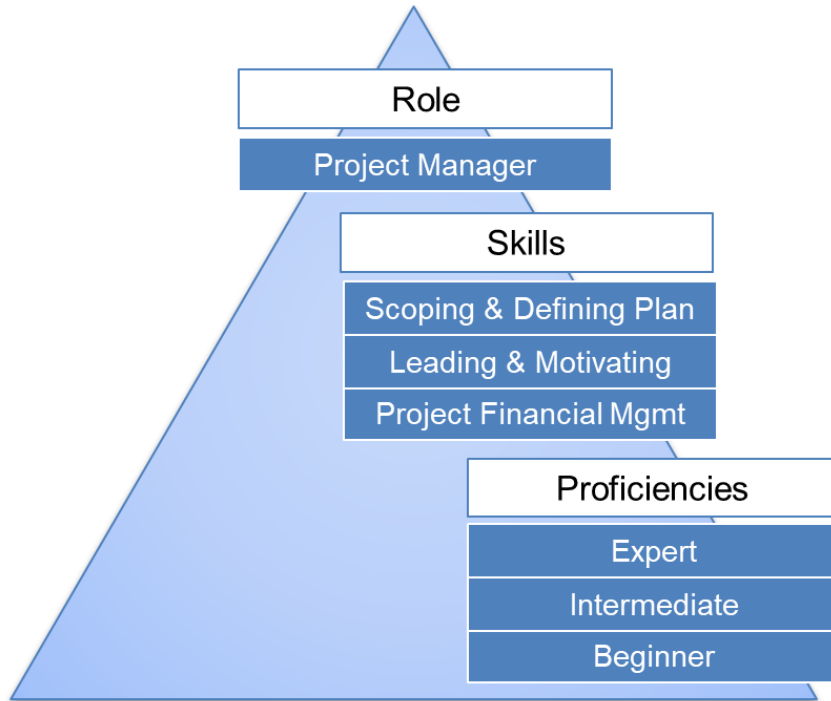 Role
Project Manager
Skills
Scoping & Defining Plan
Leading & Motivating
Project Financial Mgmt
Proficiencies
Expert
Intermediate
Beginner